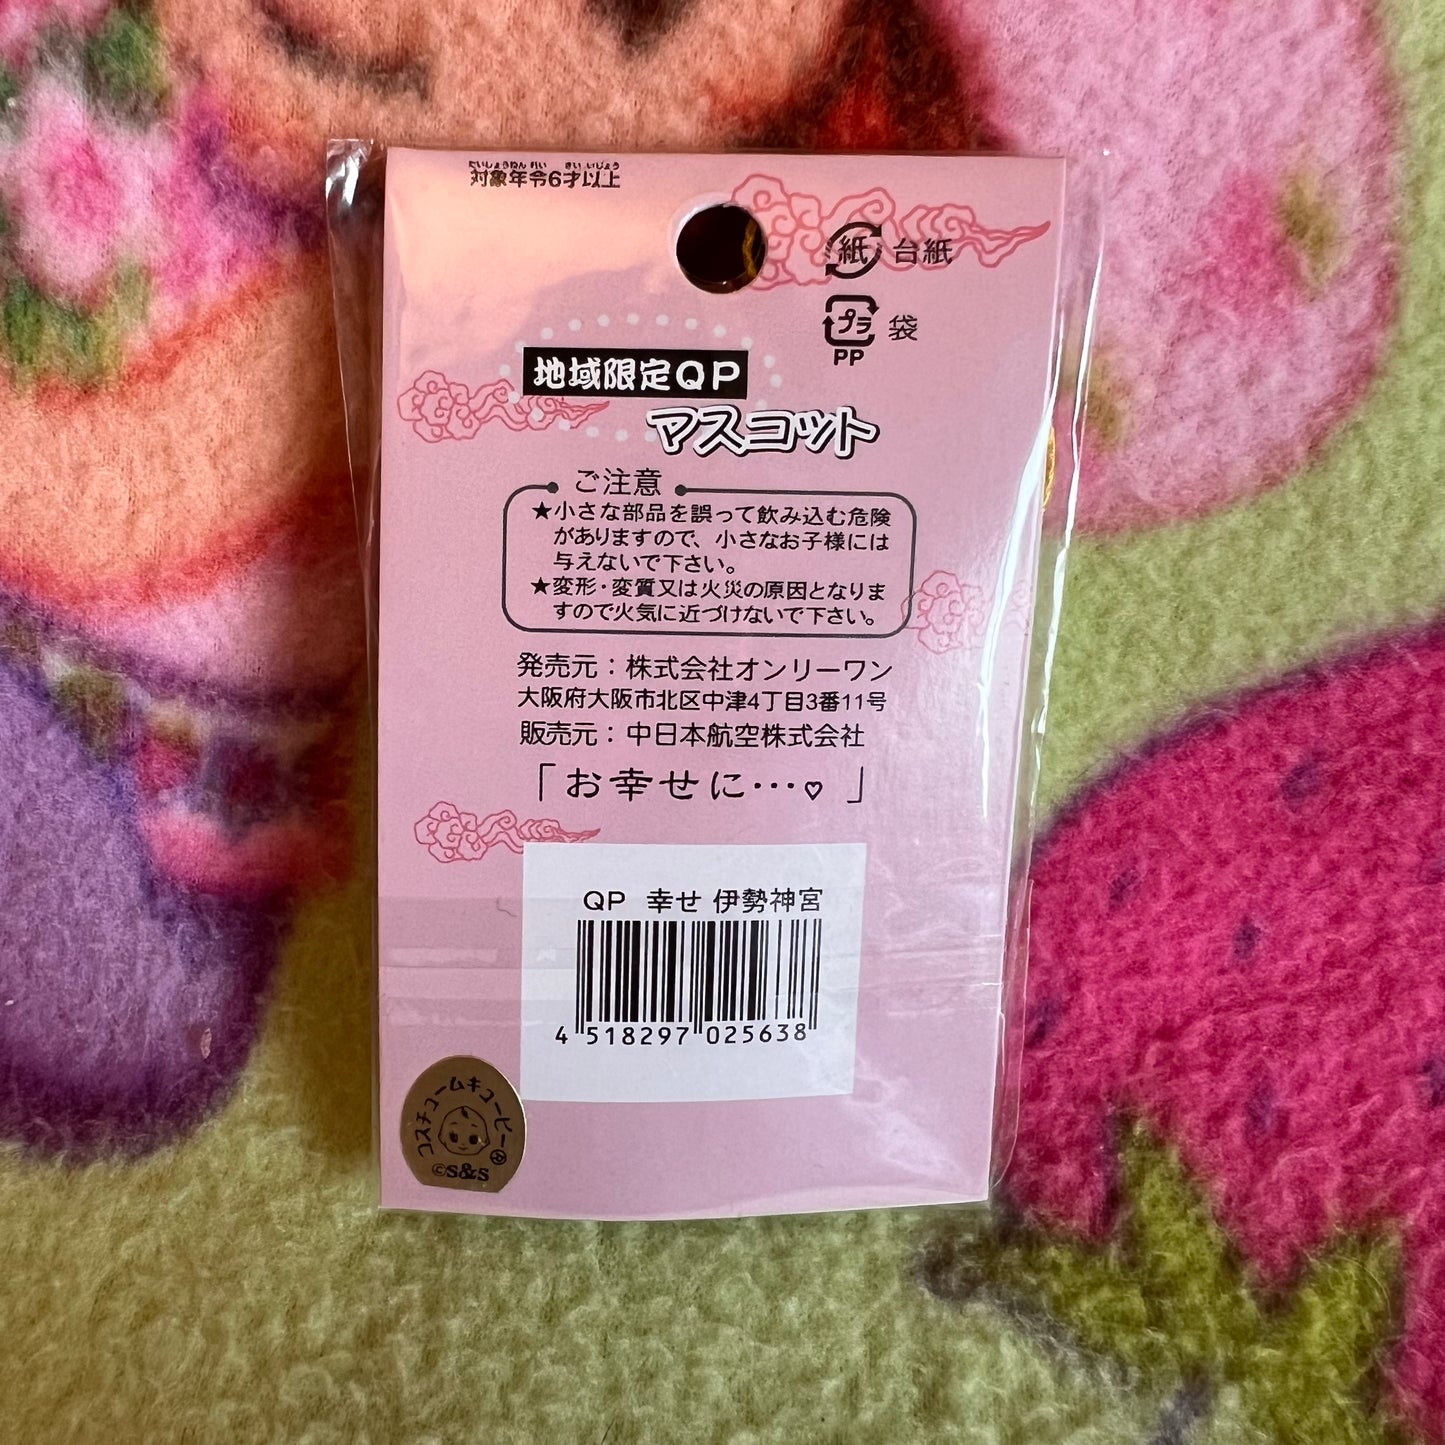 たいしょうねんれい　さい いじょう
対象年令6才以上
紙 台紙
プラ 袋
PP
地域限定QP
マスコット
ご注意
★小さな部品を誤って飲み込む危険
がありますので、小さなお子様には
与えないで下さい。
★変形・変質又は火災の原因となりま
すので火気に近づけないで下さい。
発売元：株式会社オンリーワン
大阪府大阪市北区中津4丁目3番11号
販売元：中日本航空株式会社
「お幸せに…♡」
QP 幸せ 伊勢神宮
4 518297 025638
コスチュームキューピー®
©S&S